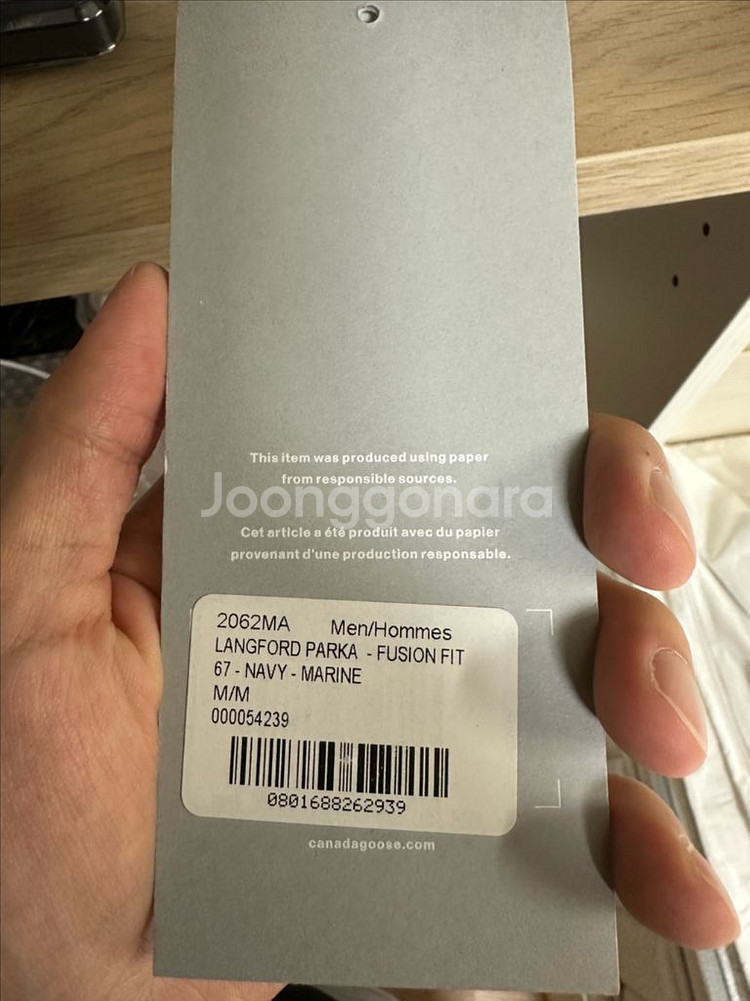 This item was produced using paper
from responsible sources.
Joonggonara
Cet article a été produit avec du papier
provenant d'une production responsable.
2062MA Men/Hommes
LANGFORD PARKA - FUSION FIT
67 - NAVY - MARINE
M/M
000054239
0801688262939
canadagoose.com